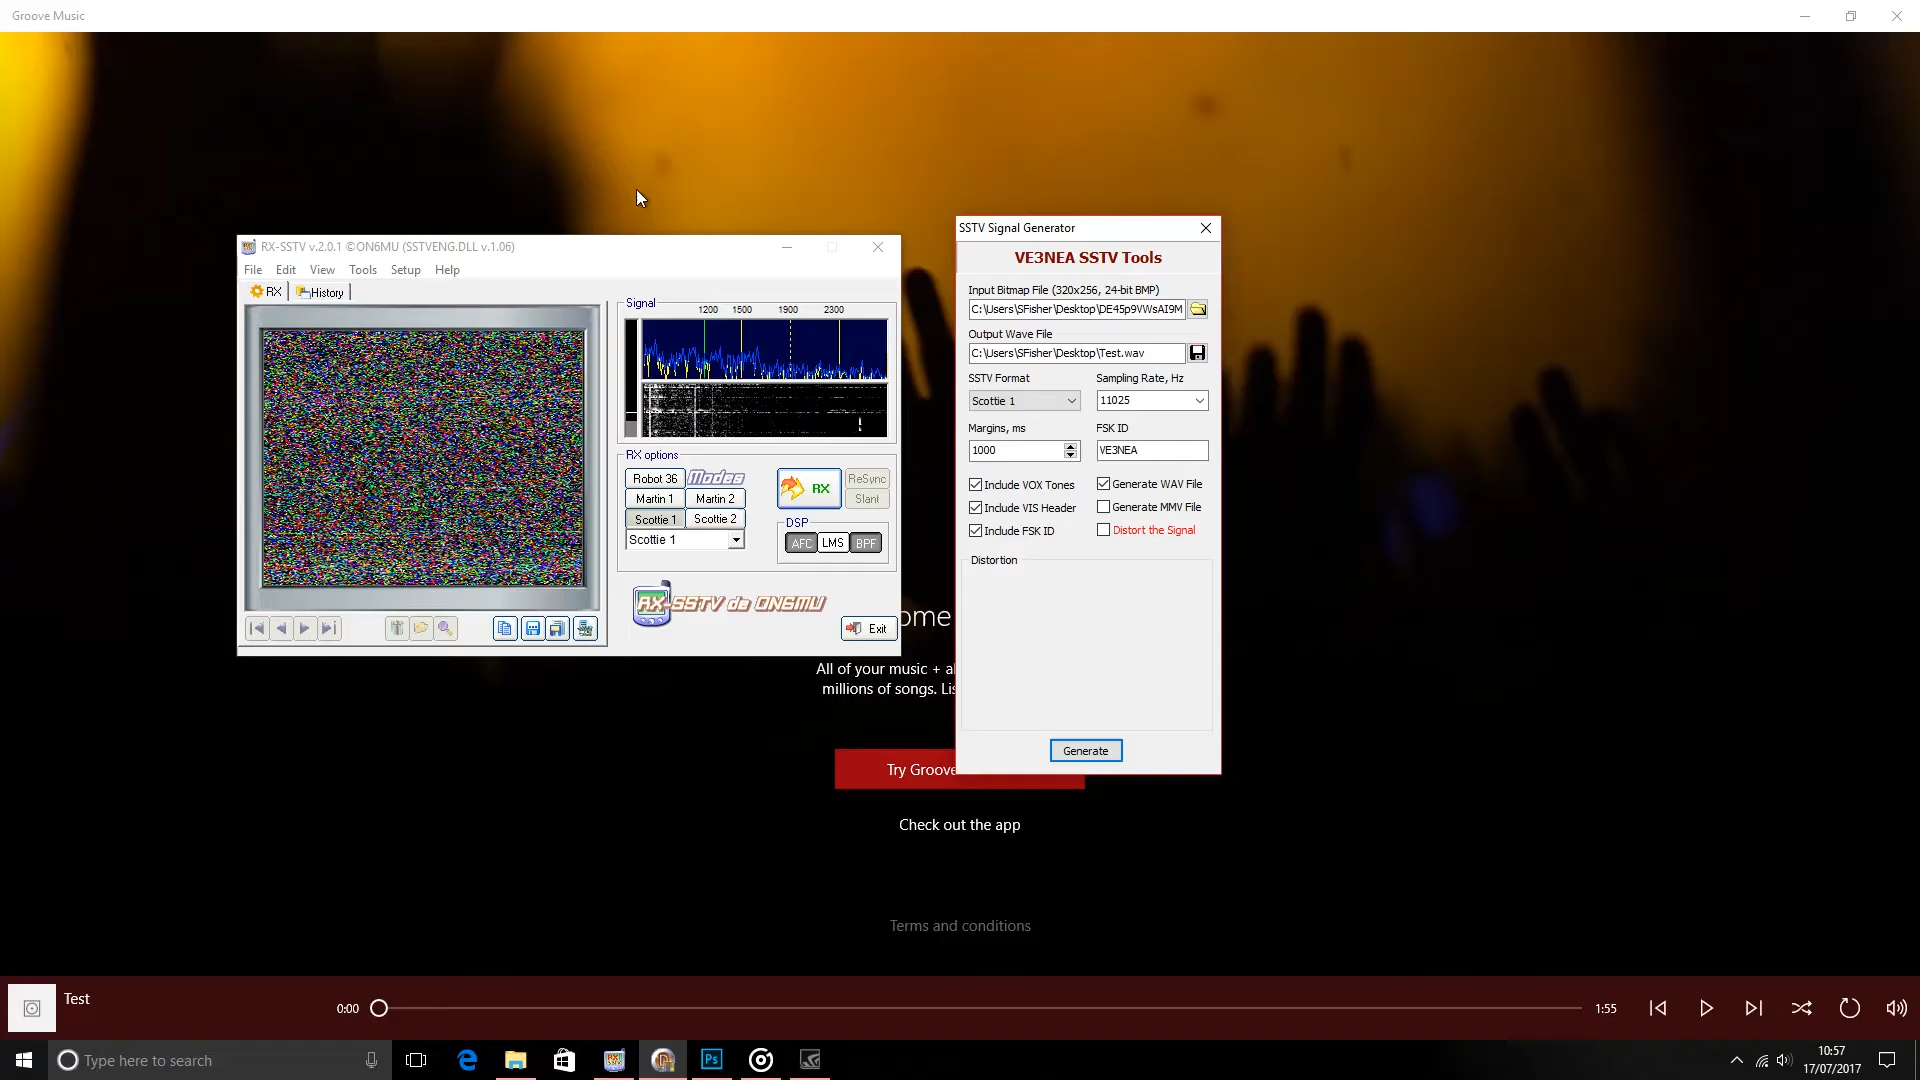 Groove Music
RX-SSTV v.2.0.1 ©ON6MU (SSTVENG.DLL v.1.06)
File Edit View Tools Setup Help
RX History
Signal
1200 1500 1900 2300
RX options
Robot 36 Modes
Martin 1 Martin 2
Scottie 1 Scottie 2
Scottie 1
RX
ReSync
Slant
DSP
AFC LMS BPF
RX-SSTV de ON6MU
Exit
SSTV Signal Generator
VE3NEA SSTV Tools
Input Bitmap File (320x256, 24-bit BMP)
C:\Users\SFisher\Desktop\DE45p9VWsAI9M
Output Wave File
C:\Users\SFisher\Desktop\Test.wav
SSTV Format Sampling Rate, Hz
Scottie 1 11025
Margins, ms FSK ID
1000 VE3NEA
Include VOX Tones Generate WAV File
Include VIS Header Generate MMV File
Include FSK ID Distort the Signal
Distortion
Generate
ome
All of your music + a
millions of songs. Lis
Try Groove
Check out the app
Terms and conditions
Test
0:00 1:55
Type here to search
Ps
10:57
17/07/2017